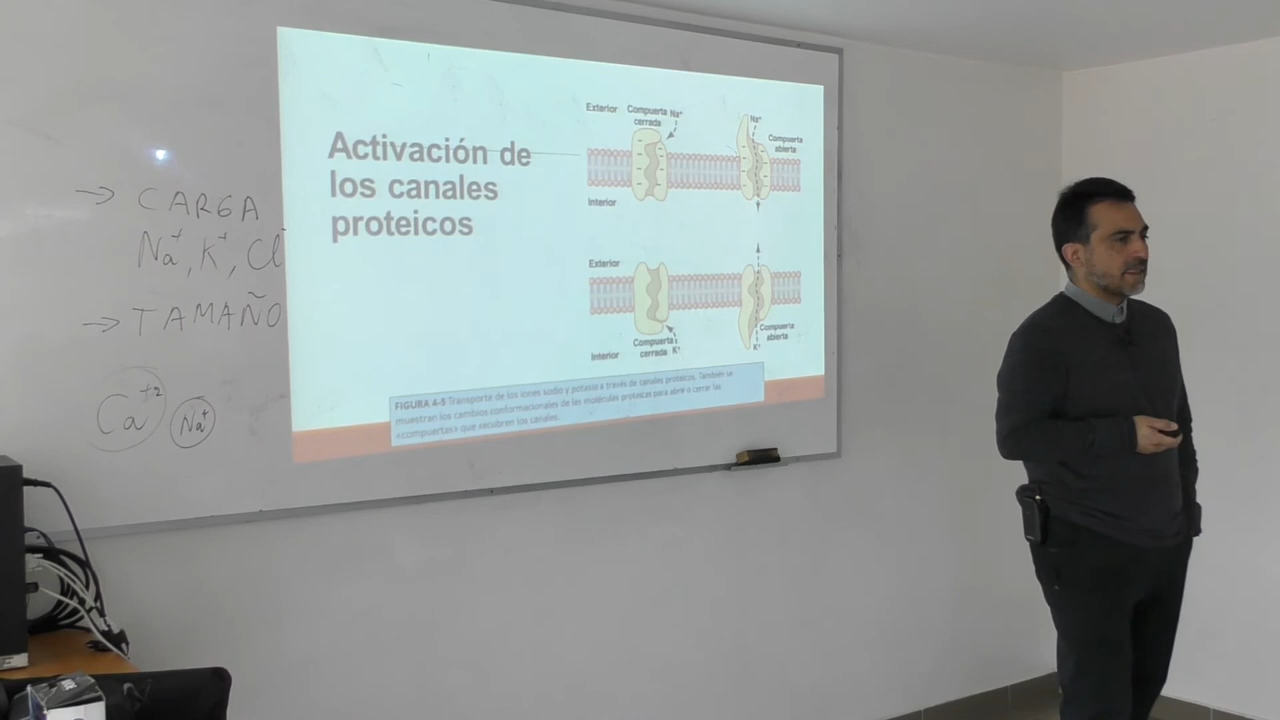 → CARGA
Na⁺, K⁺, Cl⁻
→ TAMAÑO
Ca⁺² Na⁺
Activación de
los canales
proteicos
Exterior
Compuerta
cerrada
Na⁺
Na⁺
Compuerta
abierta
Interior
Exterior
Compuerta
cerrada
K⁺
Interior
Compuerta
abierta
K⁺
FIGURA 4-5 Transporte de los iones sodio y potasio a través de canales proteicos. También se
muestran los cambios conformacionales de las moléculas proteicas para abrir o cerrar las
«compuertas» que recubren los canales.